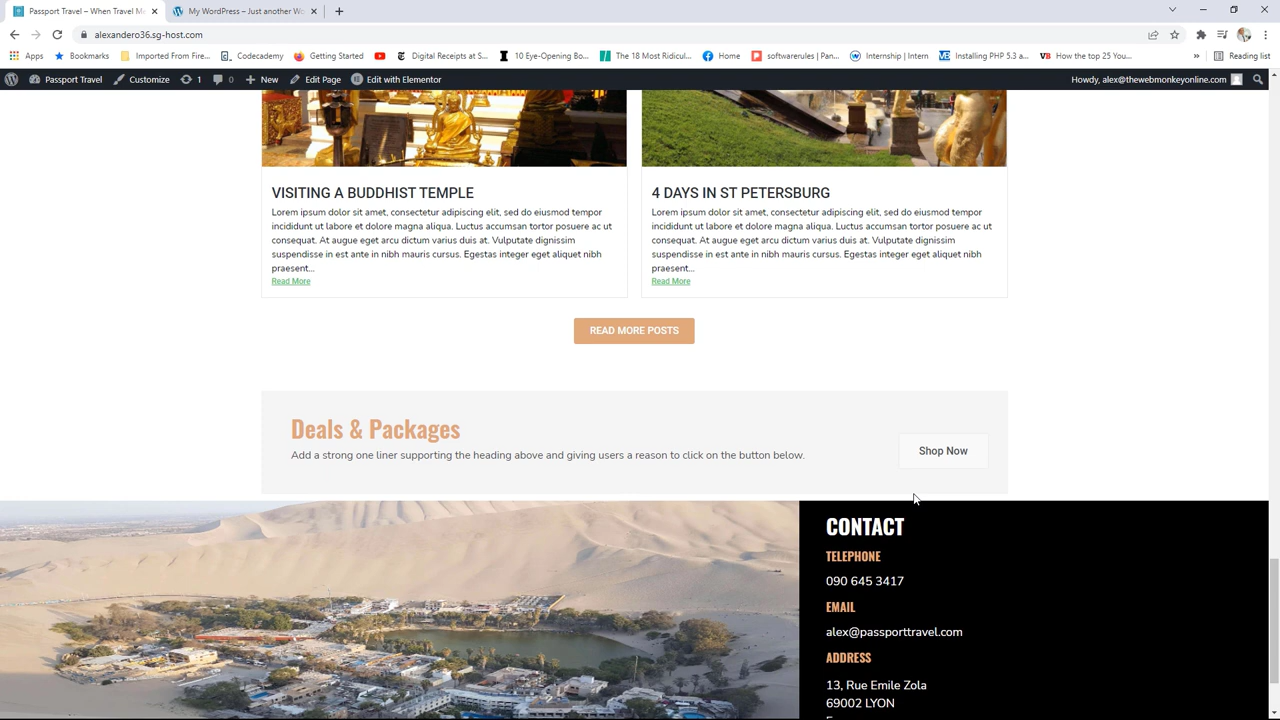 Passport Travel – When Travel Me
My WordPress – Just another Wo
alexandero36.sg-host.com
Apps
Bookmarks
Imported From Fire...
Codecademy
Getting Started
Digital Receipts at S...
10 Eye-Opening Bo...
The 18 Most Ridicul...
Home
softwarerules | Pan...
Internship | Intern
Installing PHP 5.3 a...
How the top 25 You...
»
Reading list
Passport Travel
Customize
1
0
New
Edit Page
Edit with Elementor
Howdy, alex@thewebmonkeyonline.com
VISITING A BUDDHIST TEMPLE
Lorem ipsum dolor sit amet, consectetur adipiscing elit, sed do eiusmod tempor
incididunt ut labore et dolore magna aliqua. Luctus accumsan tortor posuere ac ut
consequat. At augue eget arcu dictum varius duis at. Vulputate dignissim
suspendisse in est ante in nibh mauris cursus. Egestas integer eget aliquet nibh
praesent...
Read More
4 DAYS IN ST PETERSBURG
Lorem ipsum dolor sit amet, consectetur adipiscing elit, sed do eiusmod tempor
incididunt ut labore et dolore magna aliqua. Luctus accumsan tortor posuere ac ut
consequat. At augue eget arcu dictum varius duis at. Vulputate dignissim
suspendisse in est ante in nibh mauris cursus. Egestas integer eget aliquet nibh
praesent...
Read More
READ MORE POSTS
Deals & Packages
Add a strong one liner supporting the heading above and giving users a reason to click on the button below.
Shop Now
CONTACT
TELEPHONE
090 645 3417
EMAIL
alex@passporttravel.com
ADDRESS
13, Rue Emile Zola
69002 LYON